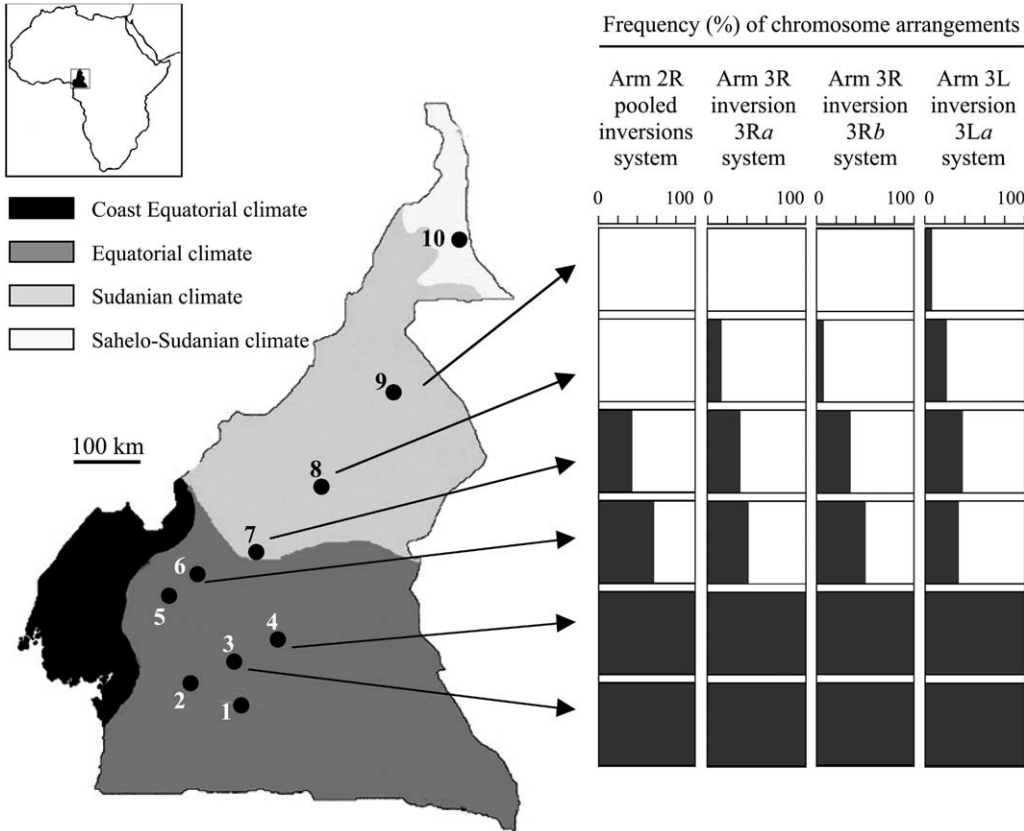 Frequency (%) of chromosome arrangements
Arm 2R
pooled
inversions
system
Arm 3R
inversion
3Ra
system
Arm 3R
inversion
3Rb
system
Arm 3L
inversion
3La
system
0 100
0 100
0 100
0 100
Coast Equatorial climate
Equatorial climate
Sudanian climate
Sahelo-Sudanian climate
100 km
10
9
8
7
6
5
4
3
2
1